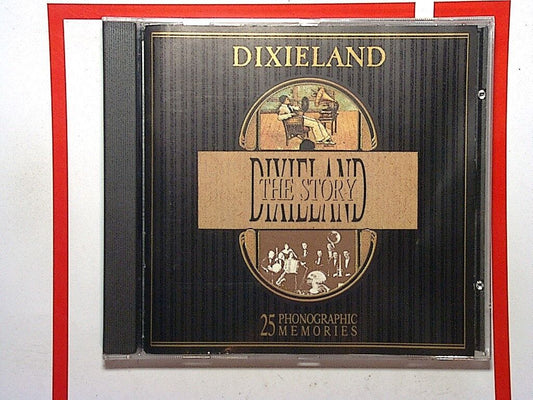 DIXIELAND
THE STORY
DIXIELAND
25 PHONOGRAPHIC
MEMORIES